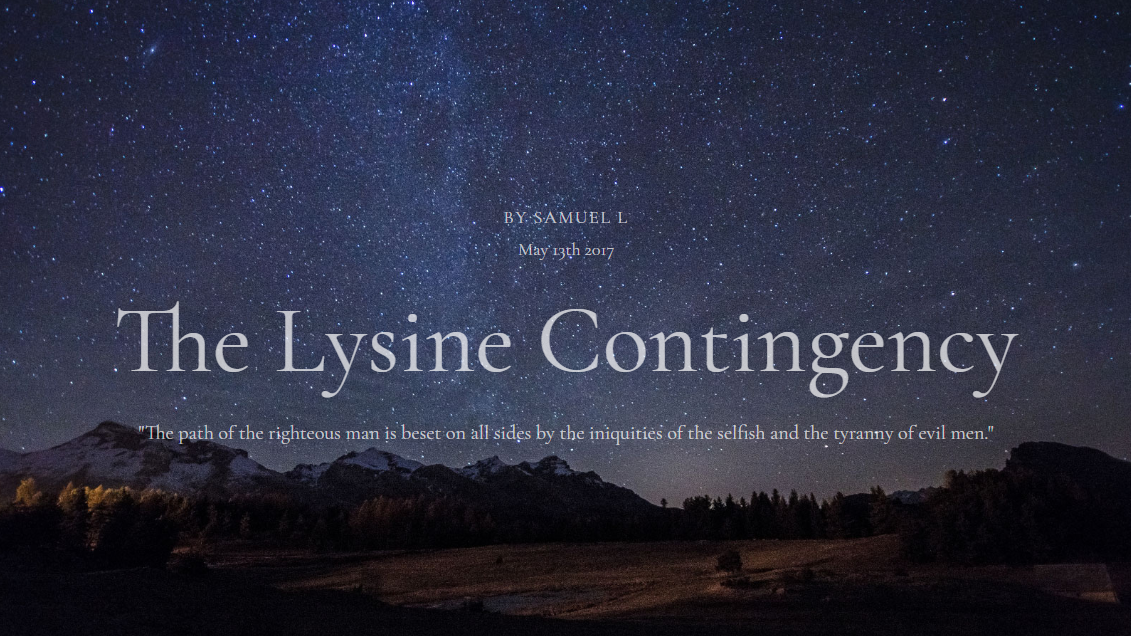 BY SAMUEL L
May 13th 2017
The Lysine Contingency
"The path of the righteous man is beset on all sides by the iniquities of the selfish and the tyranny of evil men."